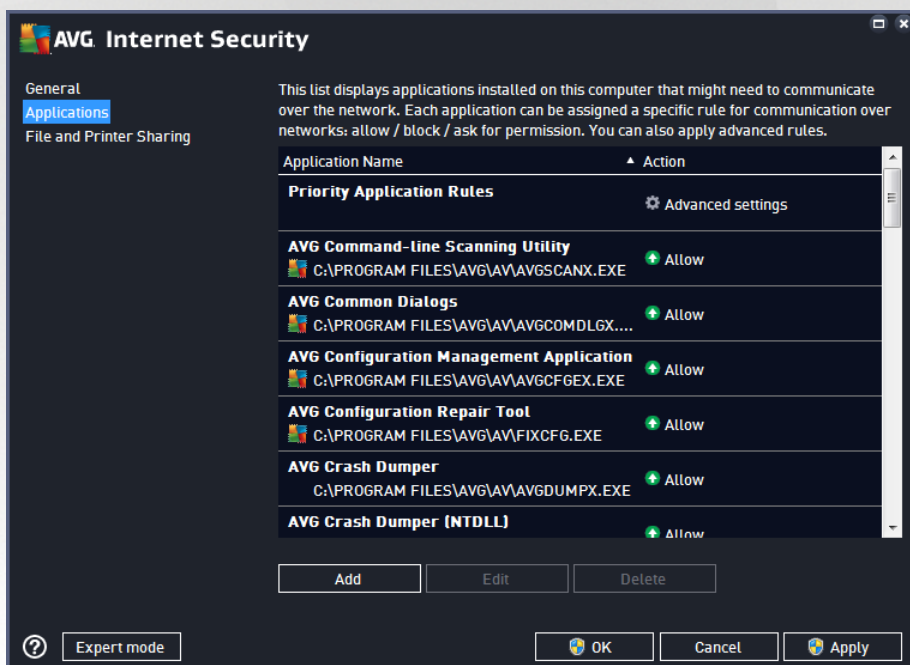 AVG Internet Security
General
Applications
File and Printer Sharing
This list displays applications installed on this computer that might need to communicate
over the network. Each application can be assigned a specific rule for communication over
networks: allow / block / ask for permission. You can also apply advanced rules.
Application Name Action
Priority Application Rules
Advanced settings
AVG Command-line Scanning Utility
C:\PROGRAM FILES\AVG\AV\AVGSCANX.EXE
Allow
AVG Common Dialogs
C:\PROGRAM FILES\AVG\AV\AVGCOMDLGX....
Allow
AVG Configuration Management Application
C:\PROGRAM FILES\AVG\AV\AVGCFGEX.EXE
Allow
AVG Configuration Repair Tool
C:\PROGRAM FILES\AVG\AV\FIXCFG.EXE
Allow
AVG Crash Dumper
C:\PROGRAM FILES\AVG\AV\AVGDUMPX.EXE
Allow
AVG Crash Dumper (NTDLL)
Allow
Add Edit Delete
? Expert mode OK Cancel Apply